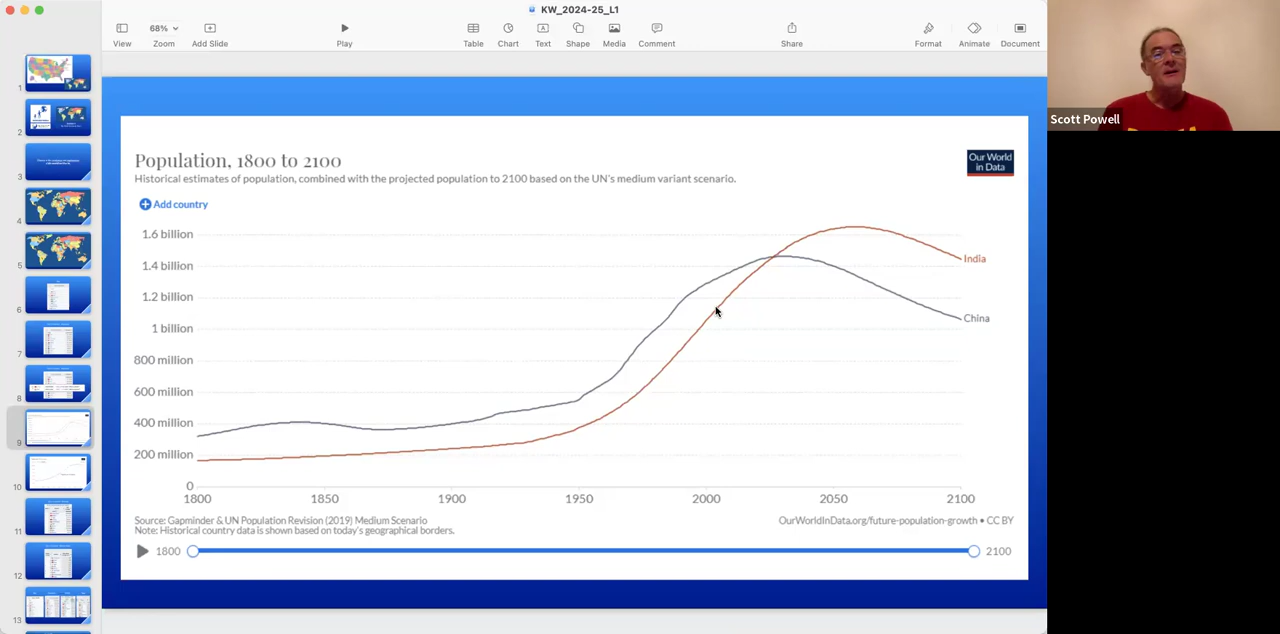 KW_2024-25_L1
68%
View
Zoom
Add Slide
Play
Table
Chart
Text
Shape
Media
Comment
Share
Format
Animate
Document
Scott Powell
Population, 1800 to 2100
Historical estimates of population, combined with the projected population to 2100 based on the UN's medium variant scenario.
Our World
in Data
Add country
1.6 billion
1.4 billion
1.2 billion
1 billion
800 million
600 million
400 million
200 million
0
India
China
1800
1850
1900
1950
2000
2050
2100
Source: Gapminder & UN Population Revision (2019) Medium Scenario
Note: Historical country data is shown based on today's geographical borders.
OurWorldInData.org/future-population-growth • CC BY
1800
2100
1
2
3
4
5
6
7
8
9
10
11
12
13